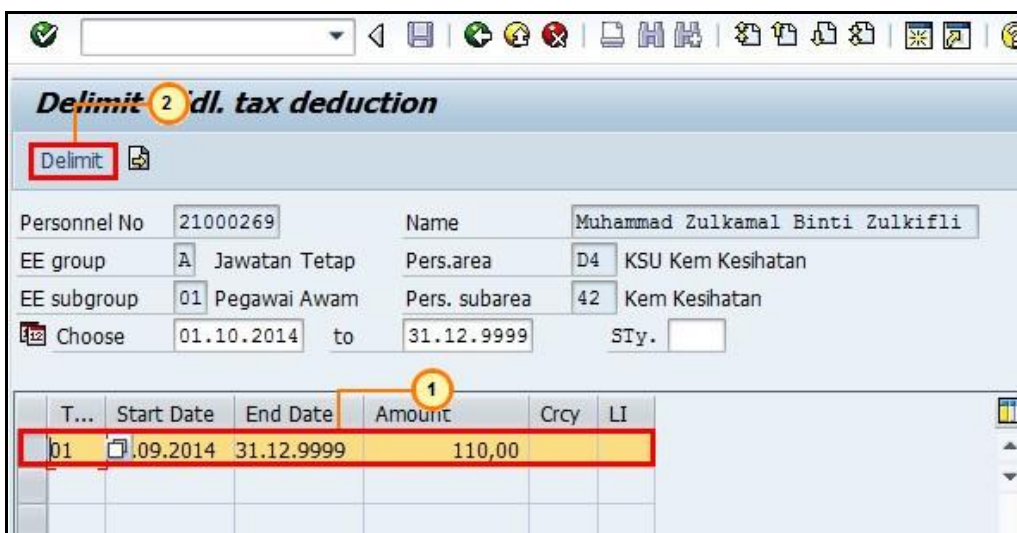 Delimit dl. tax deduction
2
Delimit
Personnel No 21000269 Name Muhammad Zulkamal Binti Zulkifli
EE group A Jawatan Tetap Pers.area D4 KSU Kem Kesihatan
EE subgroup 01 Pegawai Awam Pers. subarea 42 Kem Kesihatan
Choose 01.10.2014 to 31.12.9999 STy.
1
T... Start Date End Date Amount Crcy LI
01 .09.2014 31.12.9999 110,00